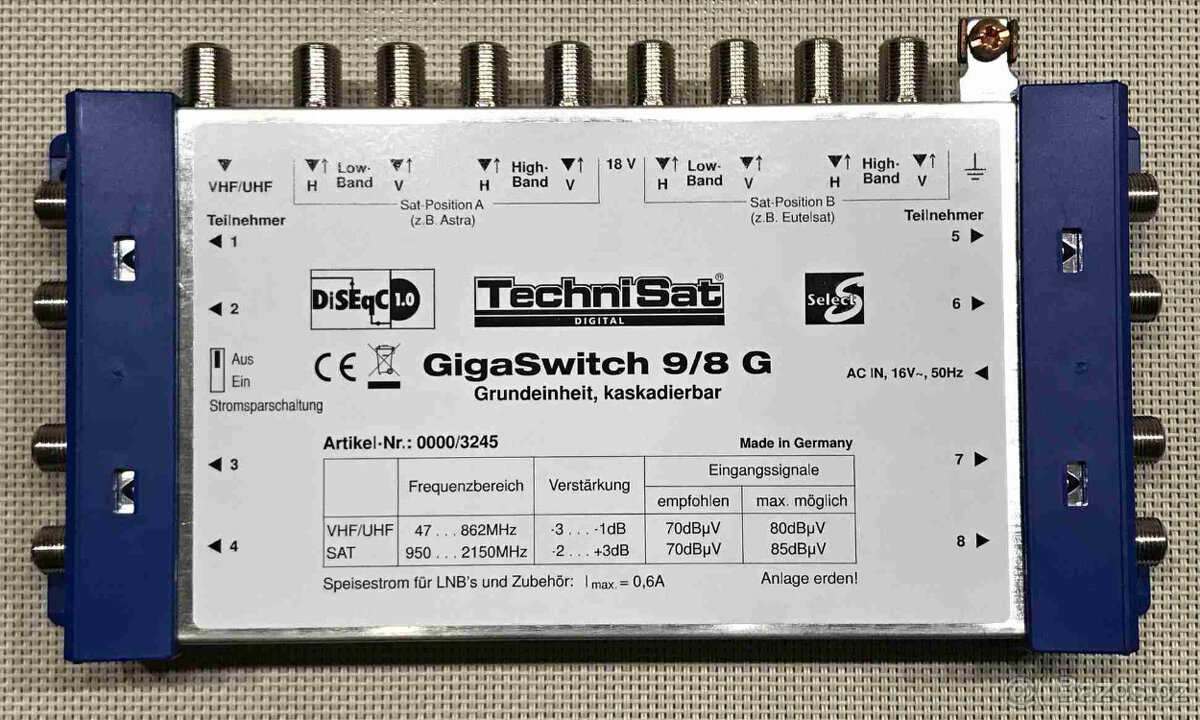 VHF/UHF
H Low-Band V
H High-Band V
18 V
H Low-Band V
H High-Band V
Sat-Position A
(z.B. Astra)
Sat-Position B
(z.B. Eutelsat)
Teilnehmer
Teilnehmer
1
5
DiSEqC 1.0
TechniSat®
DIGITAL
Select S
2
6
Aus
Ein
Stromsparschaltung
CE
GigaSwitch 9/8 G
AC IN, 16V~, 50Hz
Grundeinheit, kaskadierbar
Artikel-Nr.: 0000/3245
Made in Germany
3
7
Frequenzbereich Verstärkung Eingangssignale
empfohlen max. möglich
VHF/UHF 47 . . . 862MHz -3 . . . -1dB 70dBµV 80dBµV
SAT 950 . . . 2150MHz -2 . . . +3dB 70dBµV 85dBµV
4
8
Speisestrom für LNB's und Zubehör: I max. = 0,6A
Anlage erden!
Bazos.cz